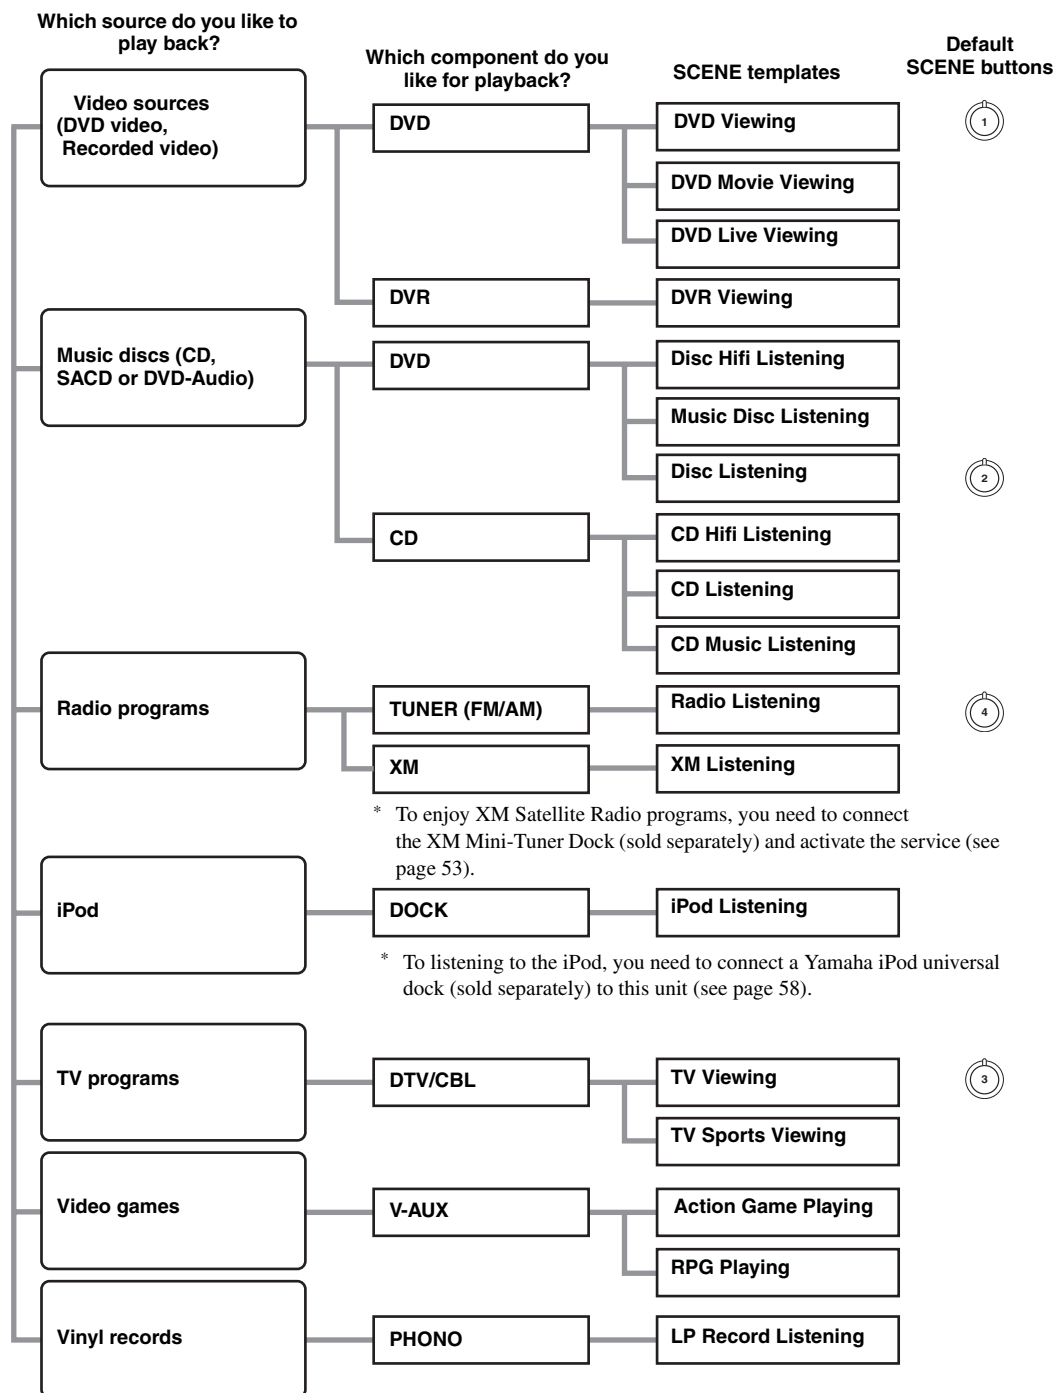 Which source do you like to
play back?
Which component do you
like for playback?
SCENE templates
Default
SCENE buttons
Video sources
(DVD video,
Recorded video)
DVD
DVD Viewing
1
DVD Movie Viewing
DVD Live Viewing
DVR
DVR Viewing
Music discs (CD,
SACD or DVD-Audio)
DVD
Disc Hifi Listening
Music Disc Listening
Disc Listening
2
CD
CD Hifi Listening
CD Listening
CD Music Listening
Radio programs
TUNER (FM/AM)
Radio Listening
4
XM
XM Listening
* To enjoy XM Satellite Radio programs, you need to connect
the XM Mini-Tuner Dock (sold separately) and activate the service (see
page 53).
iPod
DOCK
iPod Listening
* To listening to the iPod, you need to connect a Yamaha iPod universal
dock (sold separately) to this unit (see page 58).
TV programs
DTV/CBL
TV Viewing
3
TV Sports Viewing
Video games
V-AUX
Action Game Playing
RPG Playing
Vinyl records
PHONO
LP Record Listening